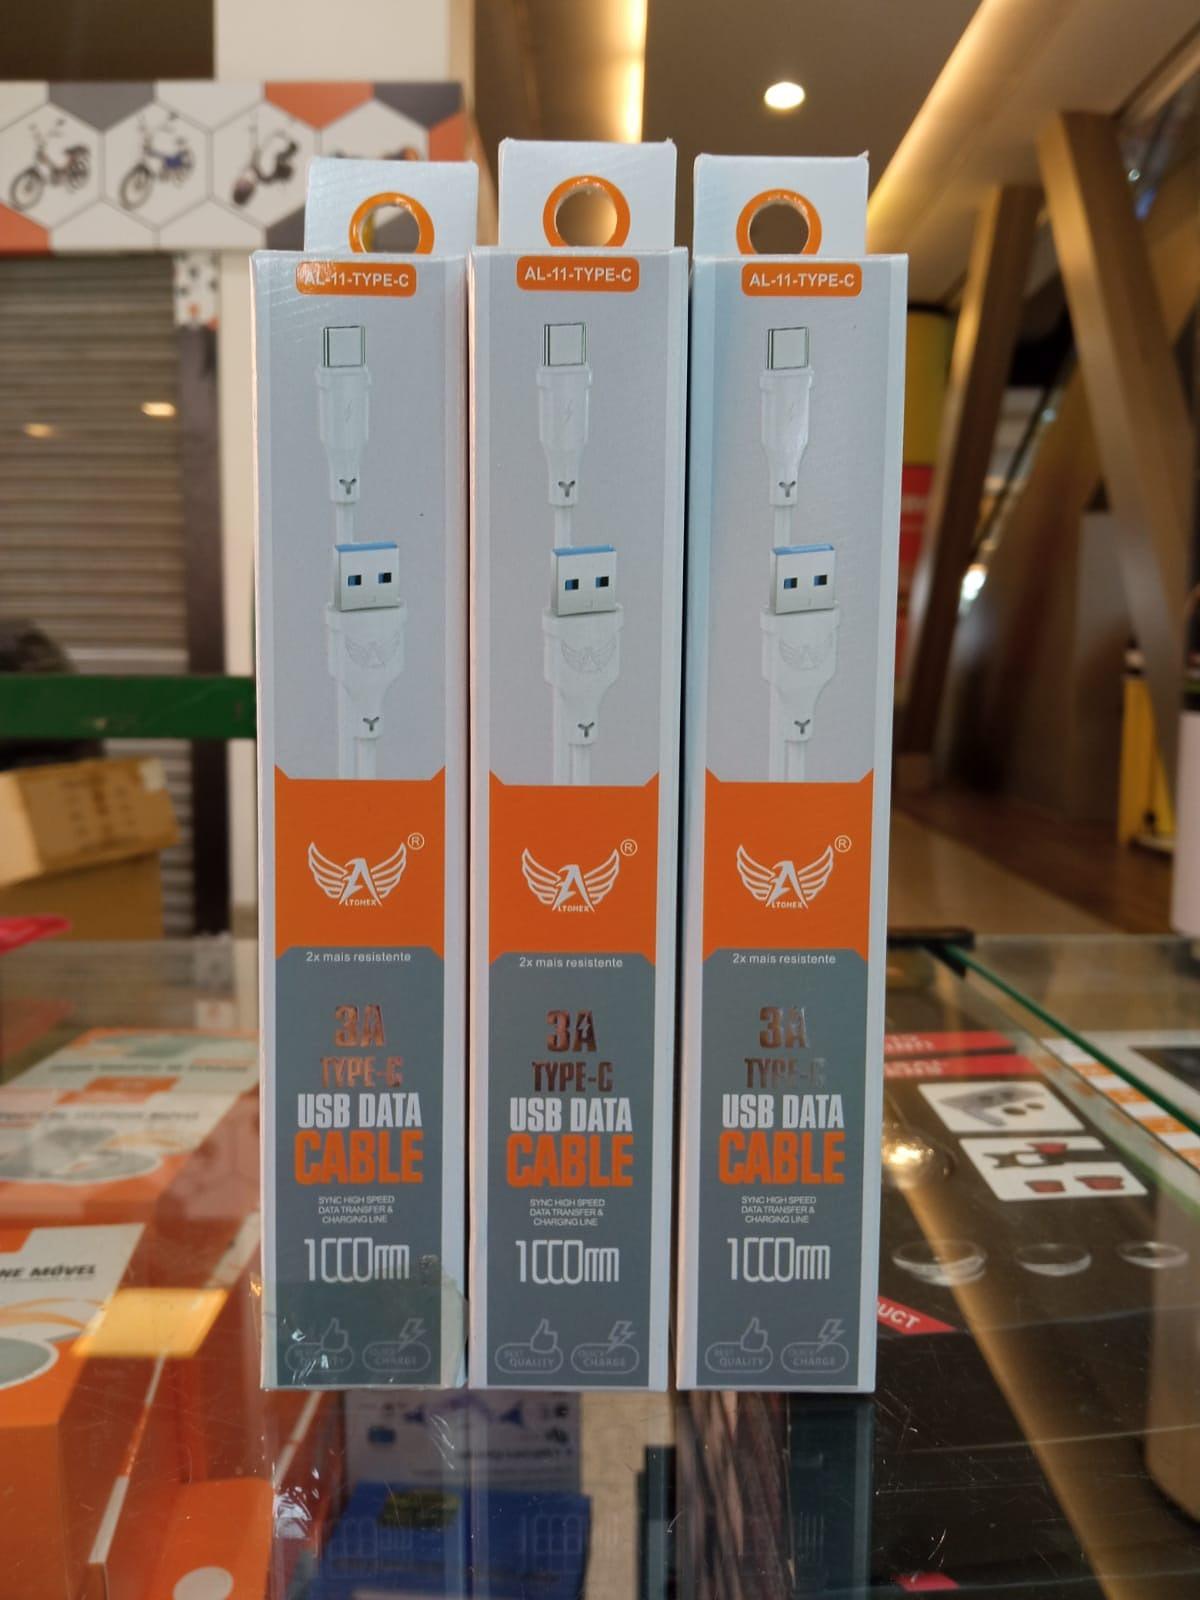 AL-11-TYPE-C
®
ALTOMEX
2x mais resistente
3A
TYPE-C
USB DATA
CABLE
SYNC HIGH SPEED
DATA TRANSFER &
CHARGING LINE
1000mm
BEST QUALITY
QUICK CHARGE
AL-11-TYPE-C
®
ALTOMEX
2x mais resistente
3A
TYPE-C
USB DATA
CABLE
SYNC HIGH SPEED
DATA TRANSFER &
CHARGING LINE
1000mm
BEST QUALITY
QUICK CHARGE
AL-11-TYPE-C
®
ALTOMEX
2x mais resistente
3A
TYPE-C
USB DATA
CABLE
SYNC HIGH SPEED
DATA TRANSFER &
CHARGING LINE
1000mm
BEST QUALITY
QUICK CHARGE
MÓVEL